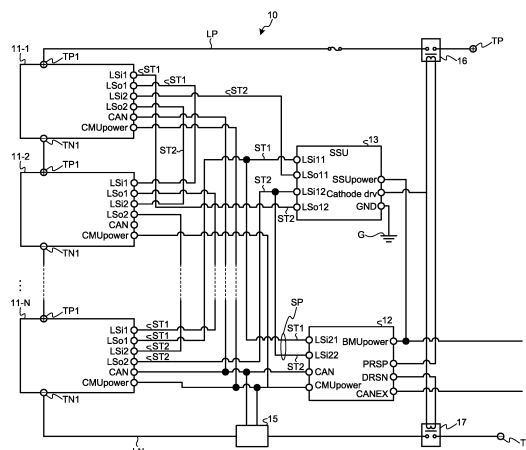 10
LP
TP
16
11-1
TP1
LSi1
LSo1
LSi2
LSo2
CAN
CMUpower
TN1
ST1
ST1
ST2
ST2
11-2
TP1
LSi1
LSo1
LSi2
LSo2
CAN
CMUpower
TN1
ST1
ST2
ST2
13
SSU
LSi11
LSo11
LSi12
LSo12
SSUpower
Cathode drv
GND
G
11-N
TP1
LSi1
LSo1
LSi2
LSo2
CAN
CMUpower
TN1
ST1
ST1
ST2
ST2
SP
ST1
ST2
12
LSi21
LSi22
CAN
CMUpower
BMUpower
PRSP
DRSN
CANEX
15
17
LN
T